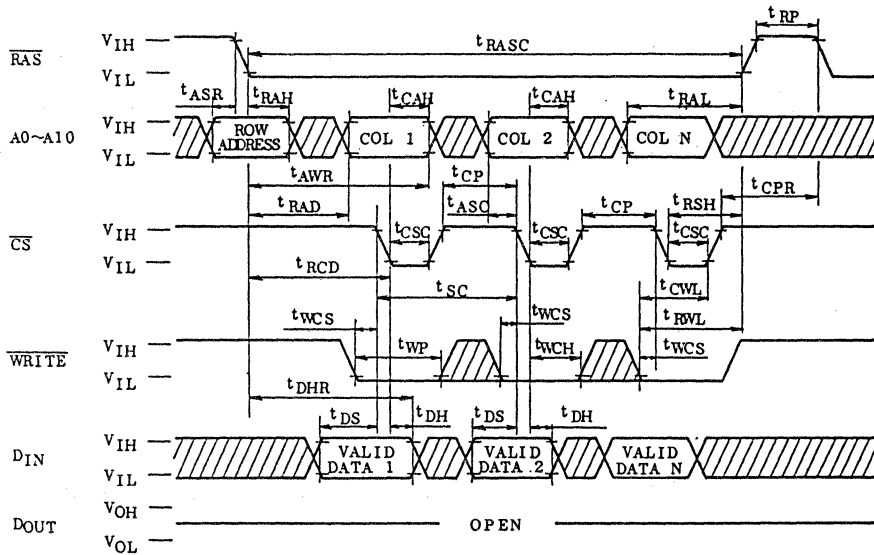 tRP
VIH
RAS
tRASC
VIL
tASR
tRAH
tCAH
tCAH
tRAL
VIH
A0~A10
ROW ADDRESS
COL 1
COL 2
COL N
VIL
tAWR
tCP
tCPR
tRAD
tASC
tCP
tRSH
VIH
CS
tCSC
tCSC
tCSC
VIL
tRCD
tSC
tCWL
tWCS
tWCS
tRWL
VIH
WRITE
tWP
tWCH
tWCS
VIL
tDHR
tDS
tDH
tDS
tDH
VIH
DIN
VALID DATA 1
VALID DATA 2
VALID DATA N
VIL
VOH
DOUT
OPEN
VOL